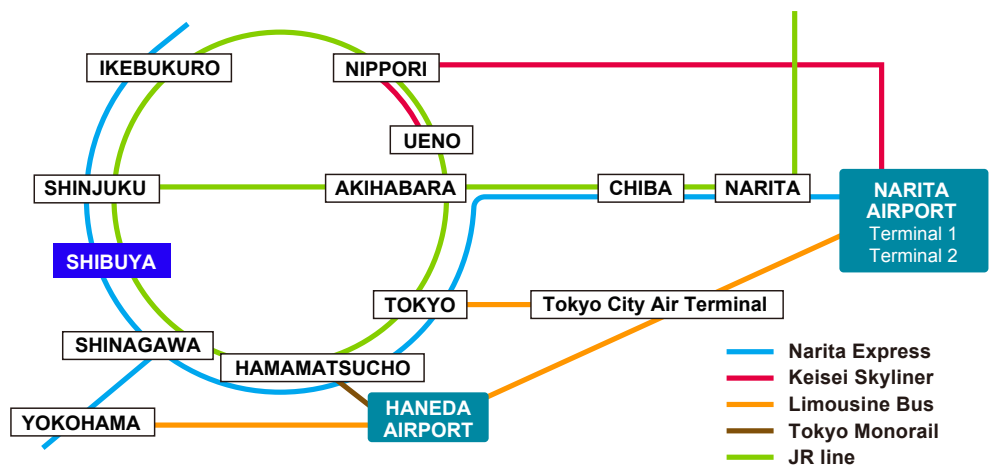 IKEBUKURO
NIPPORI
UENO
SHINJUKU
AKIHABARA
CHIBA
NARITA
NARITA
AIRPORT
Terminal 1
Terminal 2
SHIBUYA
TOKYO
Tokyo City Air Terminal
SHINAGAWA
HAMAMATSUCHO
YOKOHAMA
HANEDA
AIRPORT
Narita Express
Keisei Skyliner
Limousine Bus
Tokyo Monorail
JR line